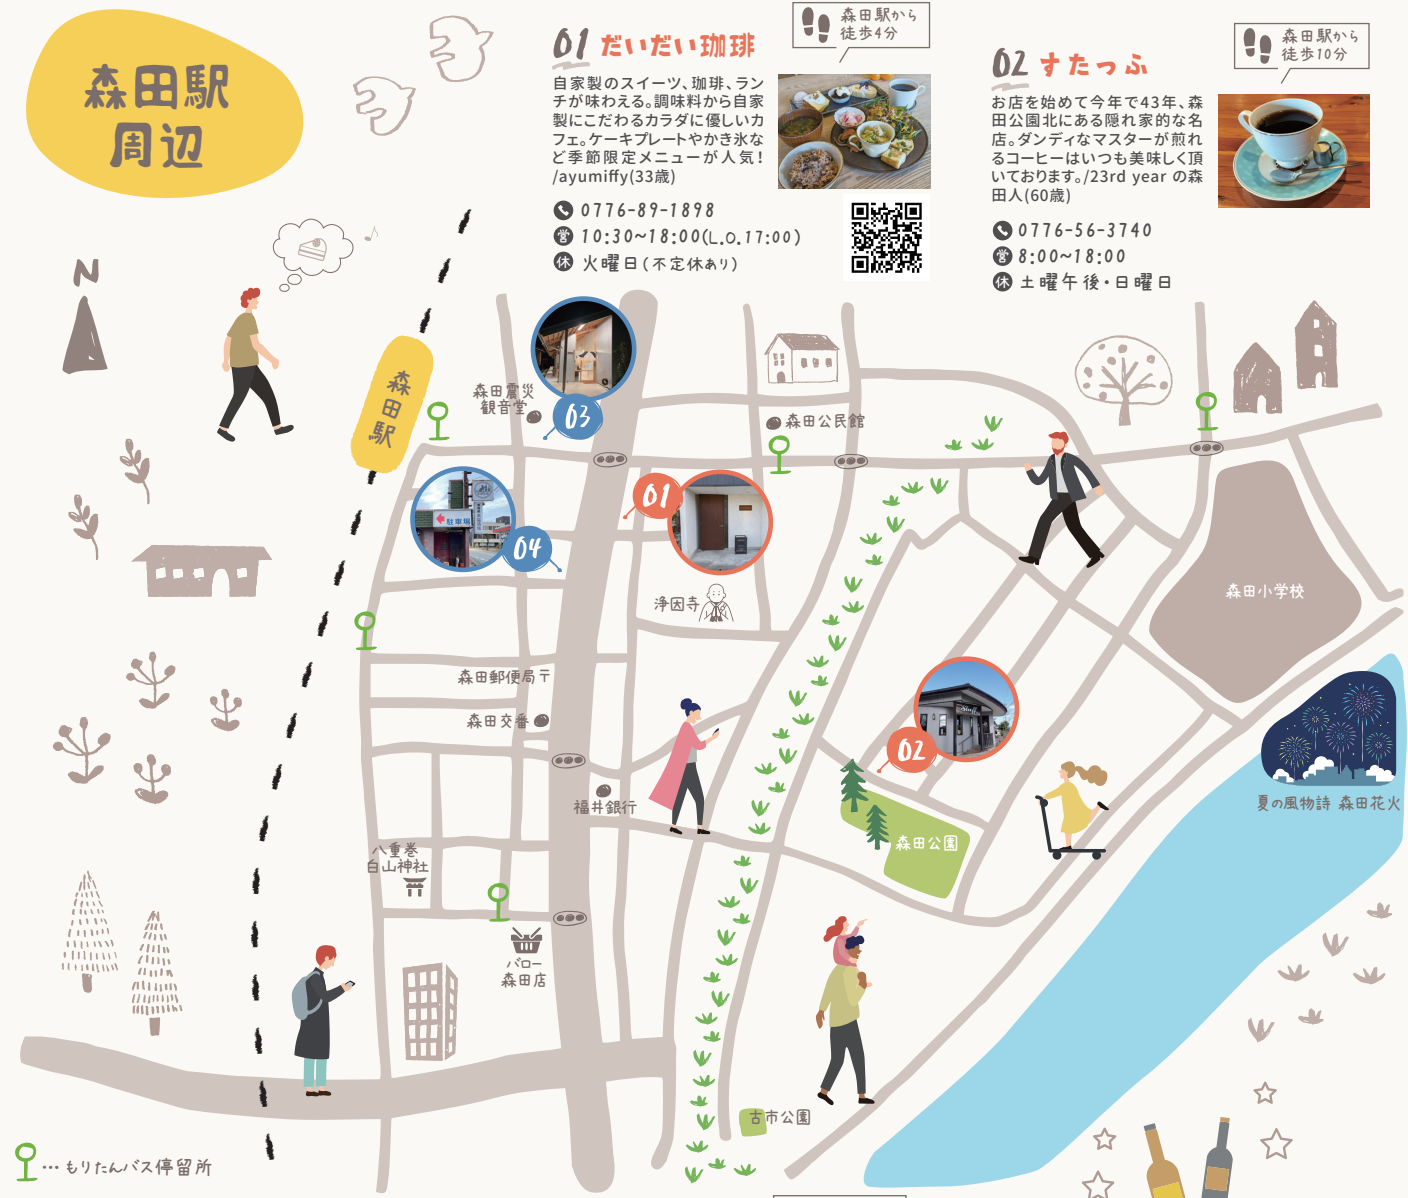 森田駅
周辺
01 だいだい珈琲
森田駅から
徒歩4分
自家製のスイーツ、珈琲、ラン
チが味わえる。調味料から自家
製にこだわるカラダに優しいカ
フェ。ケーキプレートやかき氷な
ど季節限定メニューが人気！
/ayumiffy(33歳)
0776-89-1898
営 10:30~18:00(L.O.17:00)
休 火曜日(不定休あり)
02 すたっふ
森田駅から
徒歩10分
お店を始めて今年で43年、森
田公園北にある隠れ家的な名
店。ダンディなマスターが煎れ
るコーヒーはいつも美味しく頂
いております。/23rd year の森
田人(60歳)
0776-56-3740
営 8:00~18:00
休 土曜午後・日曜日
N
森田駅
森田震災
観音堂
03
森田公民館
01
駐車場
04
浄因寺
森田小学校
森田郵便局〒
森田交番
02
福井銀行
夏の風物詩 森田花火
森田公園
八重巻
白山神社
バロー
森田店
古市公園
… もりたんバス停留所